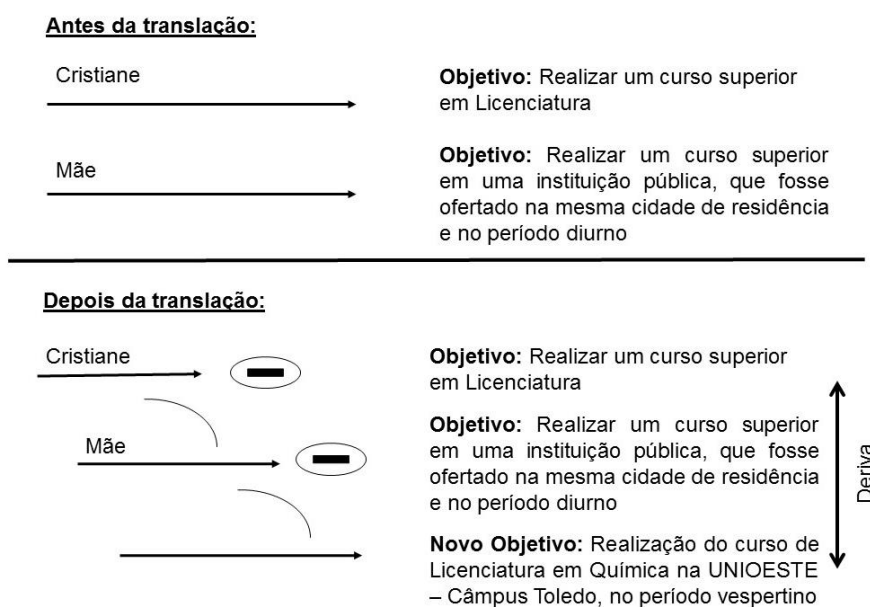 Antes da translação:
Cristiane
Objetivo: Realizar um curso superior
em Licenciatura
Mãe
Objetivo: Realizar um curso superior
em uma instituição pública, que fosse
ofertado na mesma cidade de residência
e no período diurno
Depois da translação:
Cristiane
Objetivo: Realizar um curso superior
em Licenciatura
Mãe
Objetivo: Realizar um curso superior
em uma instituição pública, que fosse
ofertado na mesma cidade de residência
e no período diurno
Novo Objetivo: Realização do curso de
Licenciatura em Química na UNIOESTE
– Câmpus Toledo, no período vespertino
Deriva